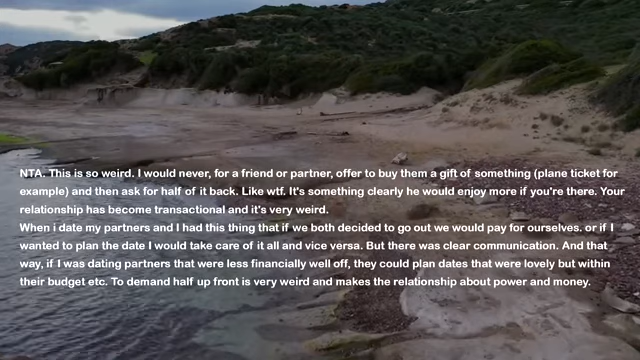 NTA. This is so weird. I would never, for a friend or partner, offer to buy them a gift of something (plane ticket for
example) and then ask for half of it back. Like wtf. It's something clearly he would enjoy more if you're there. Your
relationship has become transactional and it's very weird.
When i date my partners and I had this thing that if we both decided to go out we would pay for ourselves. or if I
wanted to plan the date I would take care of it all and vice versa. But there was clear communication. And that
way, if I was dating partners that were less financially well off, they could plan dates that were lovely but within
their budget etc. To demand half up front is very weird and makes the relationship about power and money.